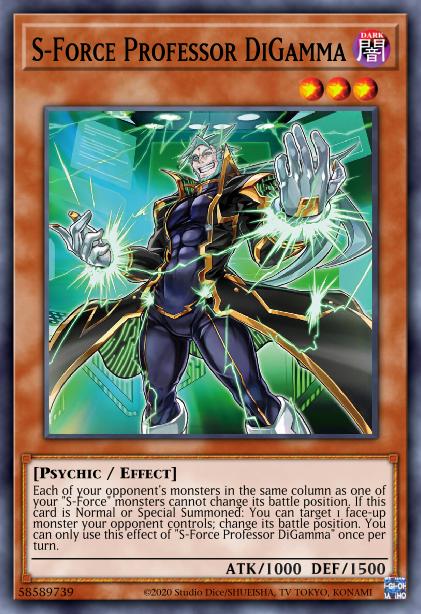 S-Force Professor DiGamma
DARK
闇
[Psychic / Effect]
Each of your opponent's monsters in the same column as one of
your "S-Force" monsters cannot change its battle position. If this
card is Normal or Special Summoned: You can target 1 face-up
monster your opponent controls; change its battle position. You
can only use this effect of "S-Force Professor DiGamma" once per
turn.
ATK/1000 DEF/1500
58589739
©2020 Studio Dice/SHUEISHA, TV TOKYO, KONAMI